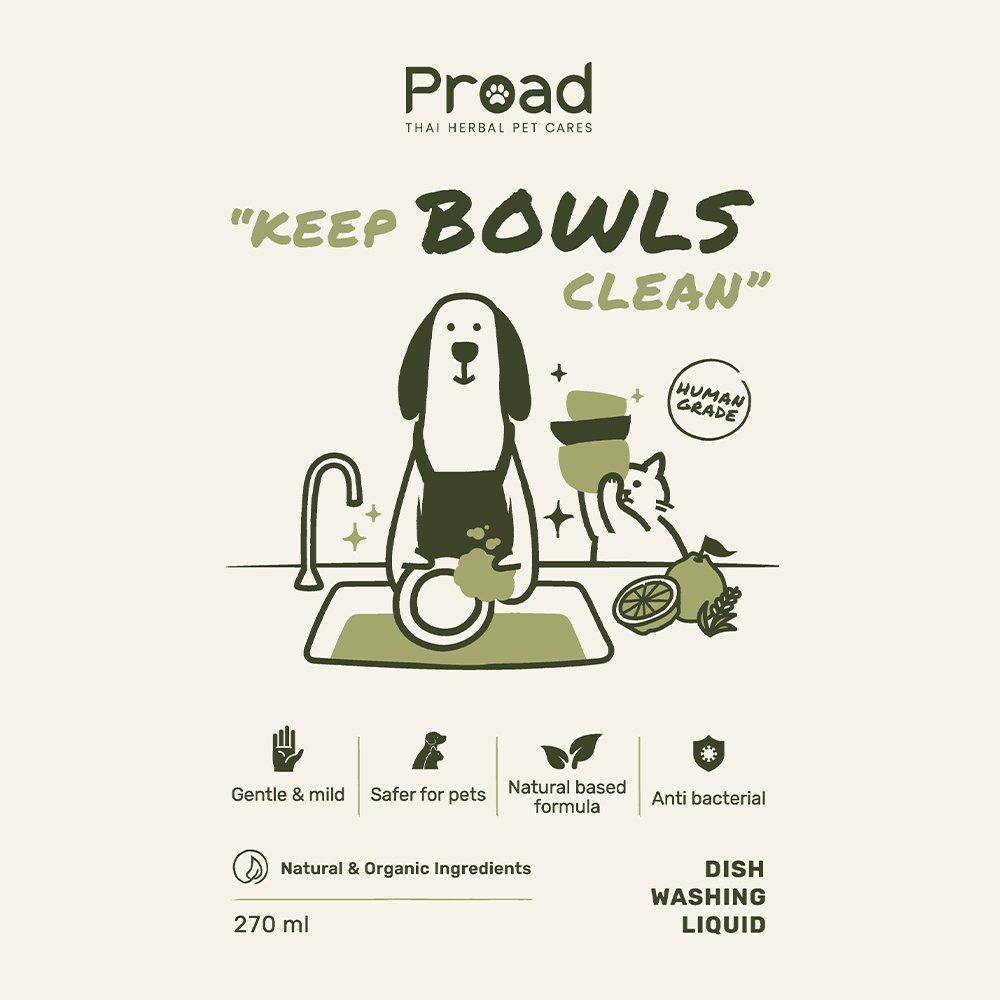 Proad
THAI HERBAL PET CARES
"KEEP BOWLS
CLEAN"
HUMAN
GRADE
Gentle & mild
Safer for pets
Natural based
formula
Anti bacterial
Natural & Organic Ingredients
270 ml
DISH
WASHING
LIQUID